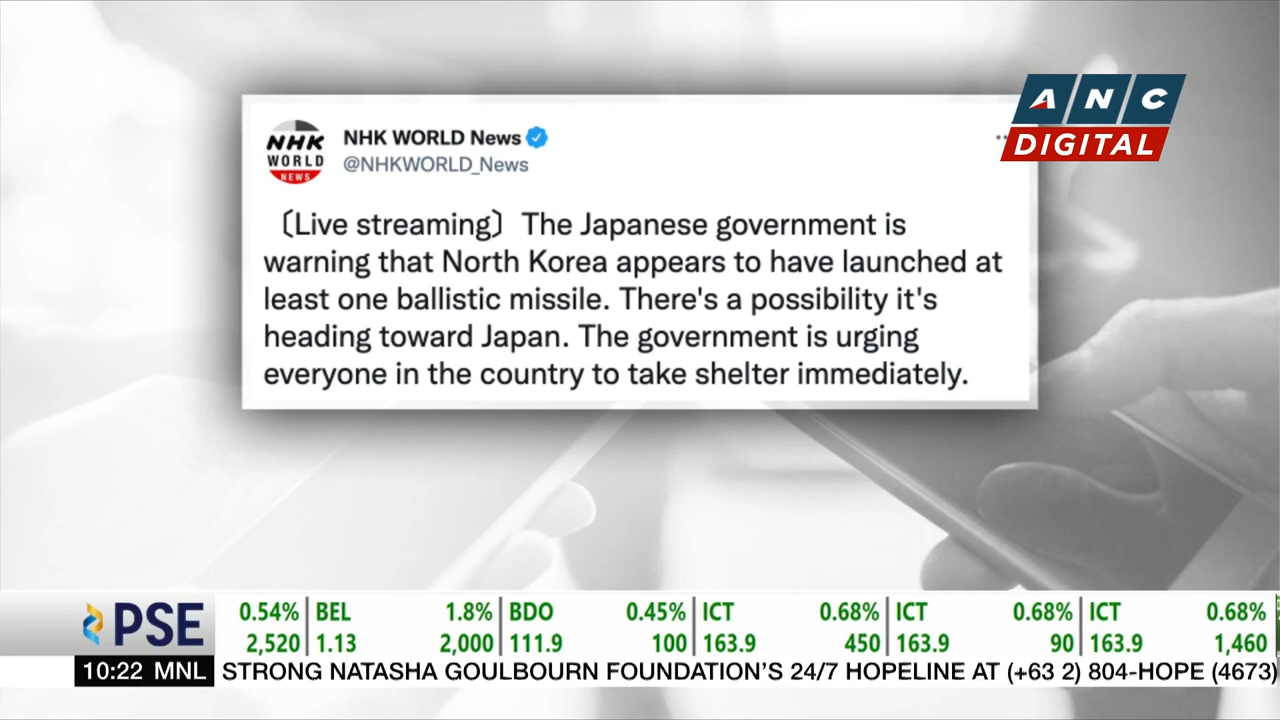 ANC
DIGITAL
NHK
WORLD
NEWS
NHK WORLD News
@NHKWORLD_News
〔Live streaming〕The Japanese government is
warning that North Korea appears to have launched at
least one ballistic missile. There's a possibility it's
heading toward Japan. The government is urging
everyone in the country to take shelter immediately.
PSE
0.54% BEL 1.8% BDO 0.45% ICT 0.68% ICT 0.68% ICT 0.68%
2,520 1.13 2,000 111.9 100 163.9 450 163.9 90 163.9 1,460
10:22 MNL STRONG NATASHA GOULBOURN FOUNDATION'S 24/7 HOPELINE AT (+63 2) 804-HOPE (4673)